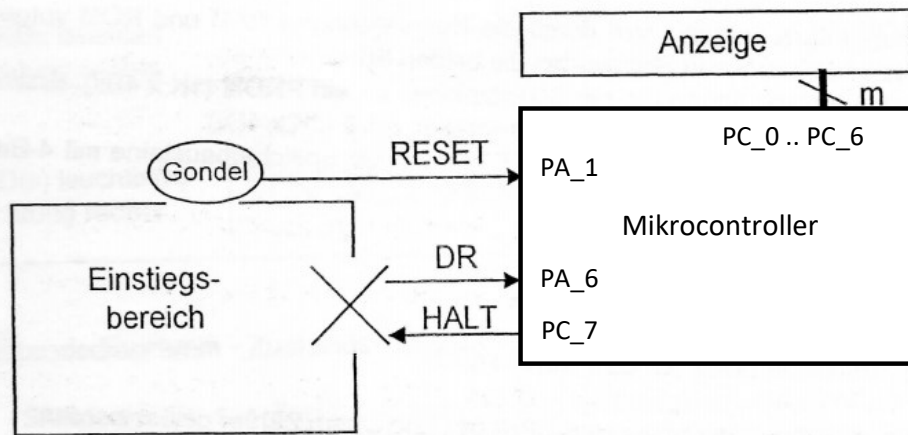 Anzeige
m
PC_0 .. PC_6
RESET
PA_1
Gondel
Mikrocontroller
Einstiegs-
bereich
DR
PA_6
HALT
PC_7